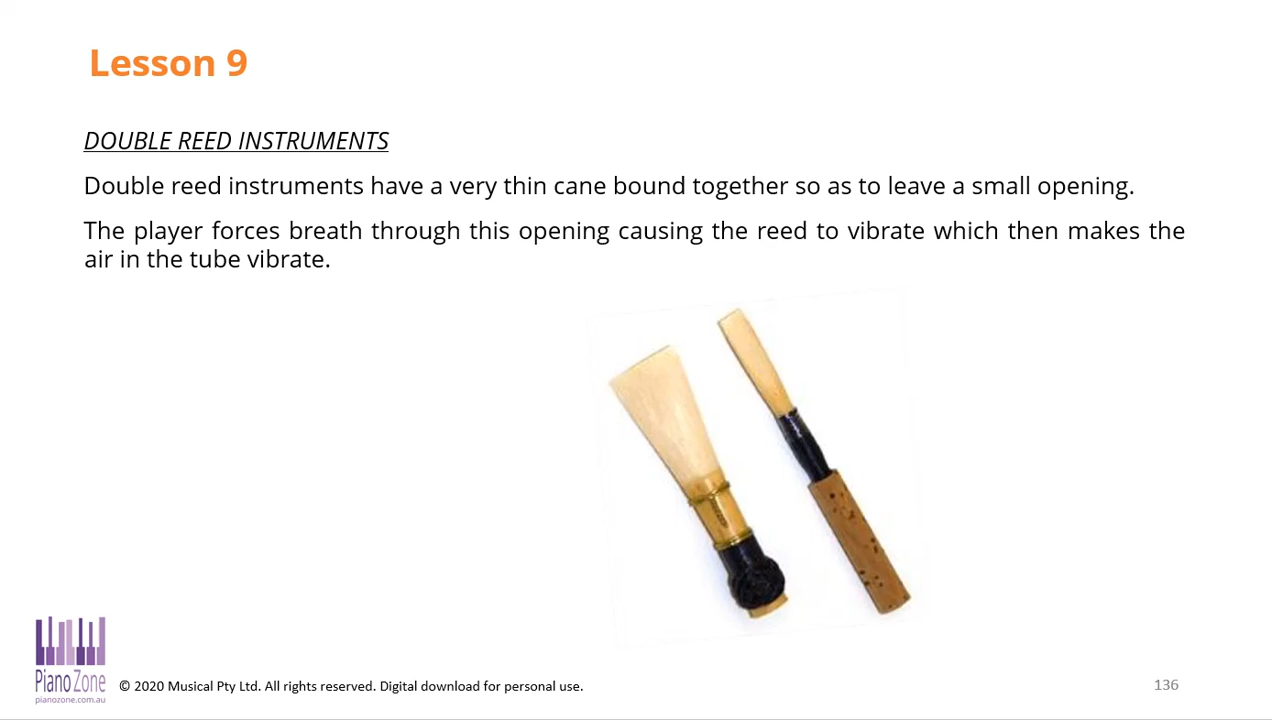 Lesson 9
DOUBLE REED INSTRUMENTS
Double reed instruments have a very thin cane bound together so as to leave a small opening.
The player forces breath through this opening causing the reed to vibrate which then makes the
air in the tube vibrate.
Piano Zone
pianozone.com.au
© 2020 Musical Pty Ltd. All rights reserved. Digital download for personal use.
136